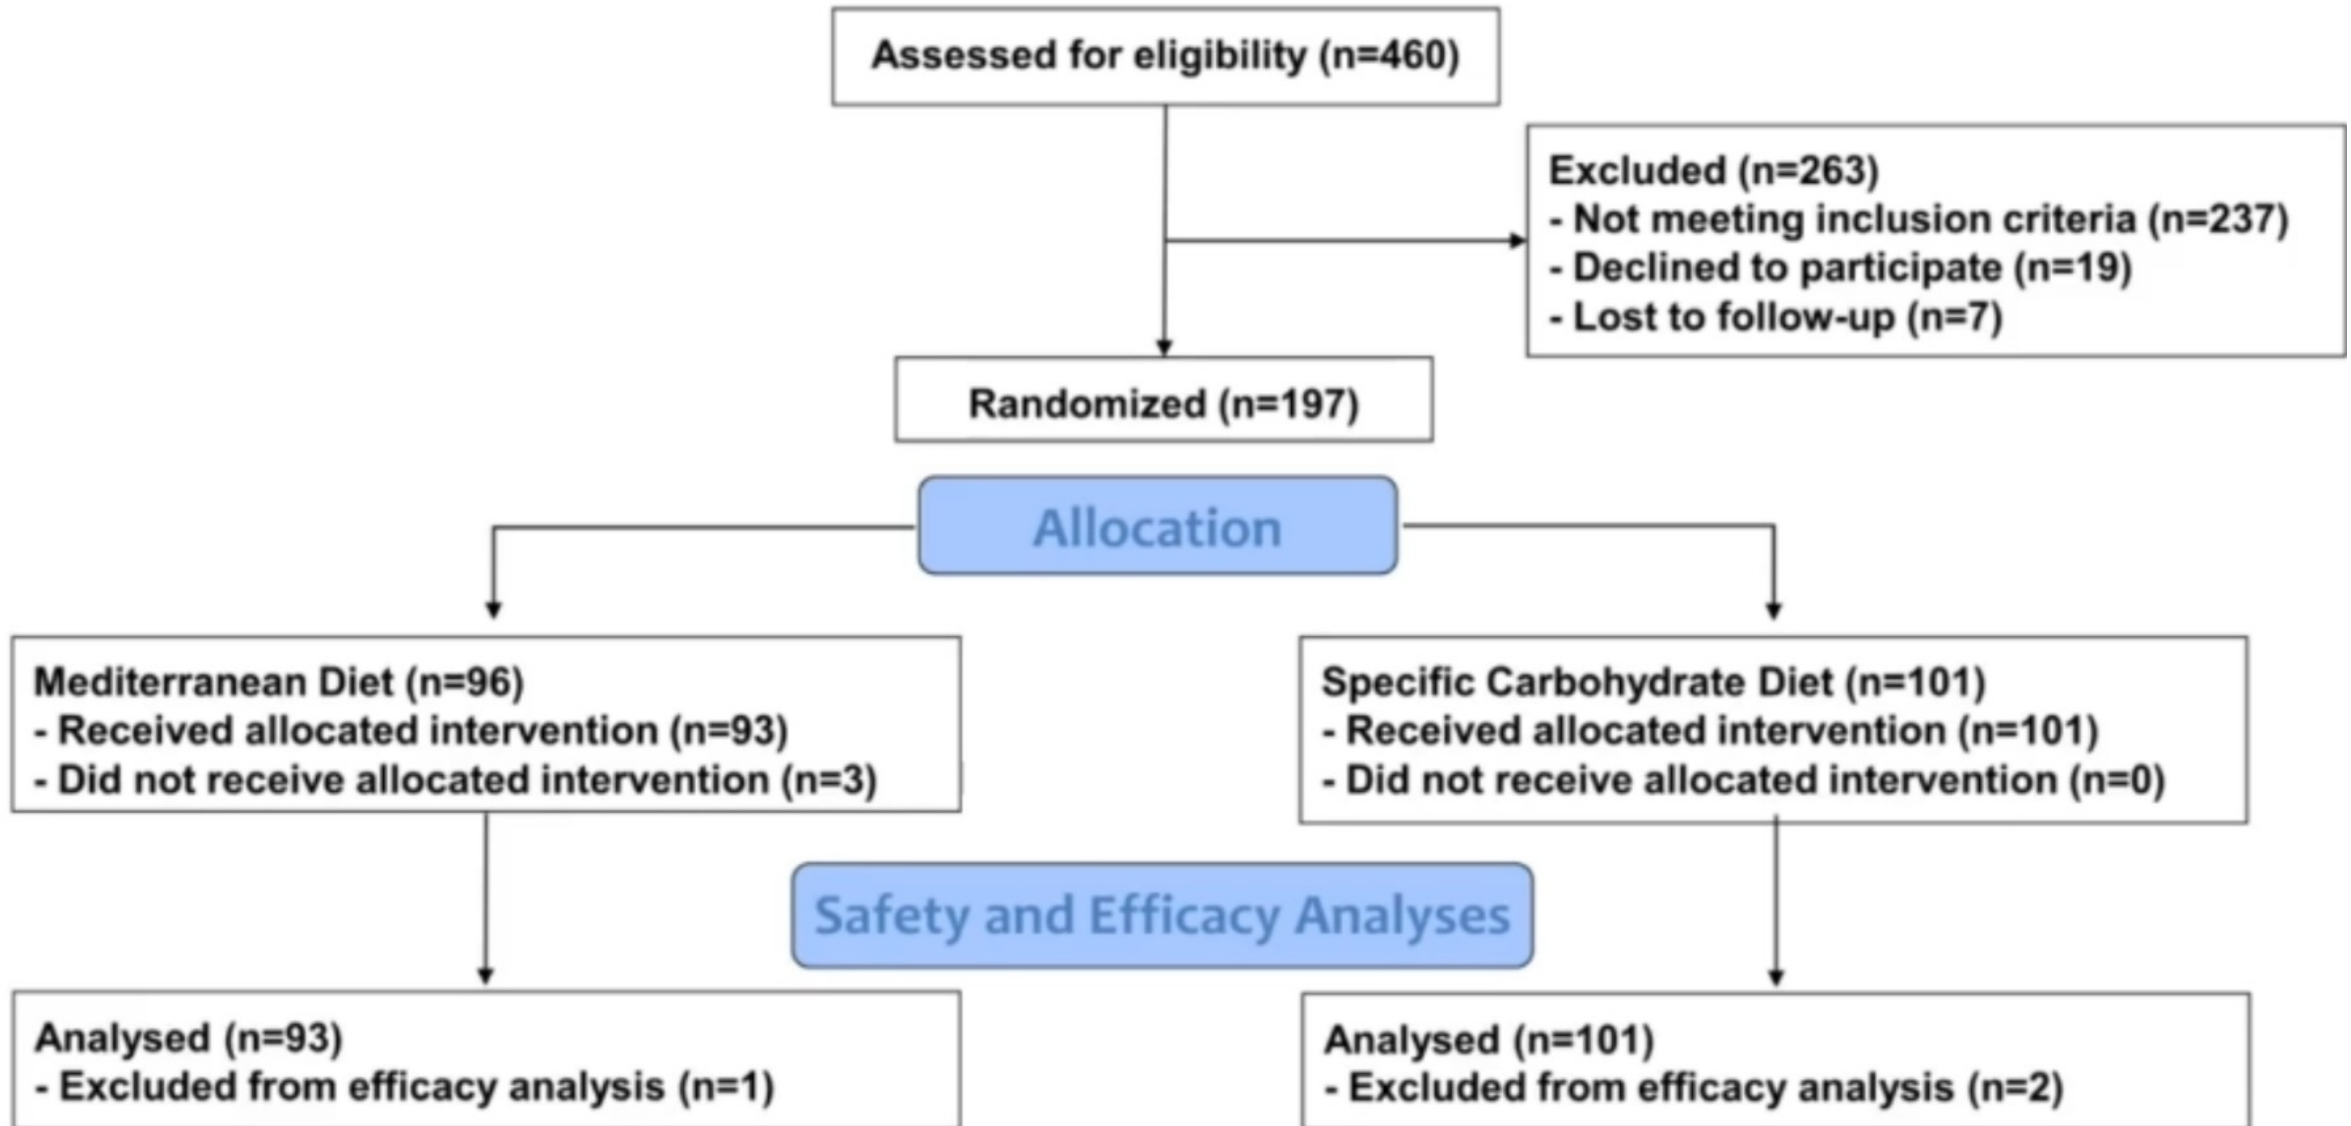 Assessed for eligibility (n=460)
Excluded (n=263)
- Not meeting inclusion criteria (n=237)
- Declined to participate (n=19)
- Lost to follow-up (n=7)
Randomized (n=197)
Allocation
Mediterranean Diet (n=96)
- Received allocated intervention (n=93)
- Did not receive allocated intervention (n=3)
Specific Carbohydrate Diet (n=101)
- Received allocated intervention (n=101)
- Did not receive allocated intervention (n=0)
Safety and Efficacy Analyses
Analysed (n=93)
- Excluded from efficacy analysis (n=1)
Analysed (n=101)
- Excluded from efficacy analysis (n=2)